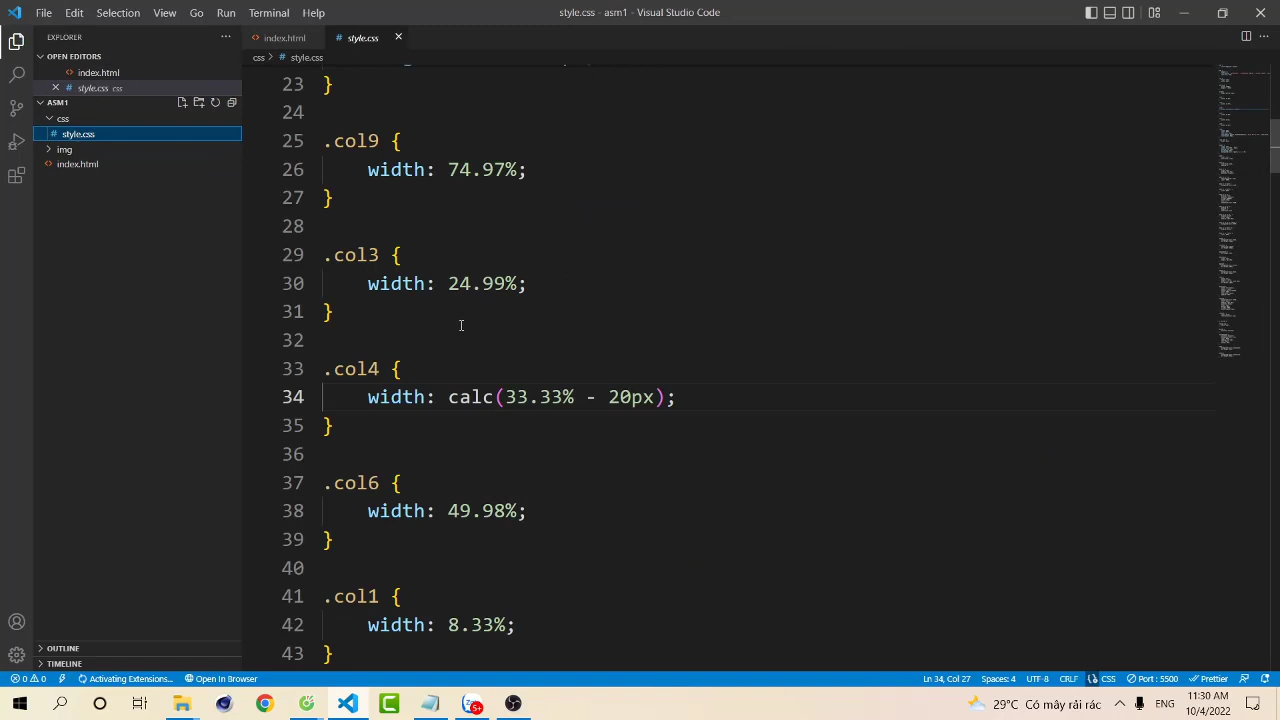 File Edit Selection View Go Run Terminal Help
style.css - asm1 - Visual Studio Code
EXPLORER
index.html
style.css
OPEN EDITORS
css > style.css
index.html
style.css css
ASM1
css
style.css
img
index.html
23 }
24
25 .col9 {
26 width: 74.97%;
27 }
28
29 .col3 {
30 width: 24.99%;
31 }
32
33 .col4 {
34 width: calc(33.33% - 20px);
35 }
36
37 .col6 {
38 width: 49.98%;
39 }
40
41 .col1 {
42 width: 8.33%;
43 }
OUTLINE
TIMELINE
0 0 Activating Extensions... Open In Browser
Ln 34, Col 27 Spaces: 4 UTF-8 CRLF CSS Port : 5500 Prettier
5+
29°C Có mây rả... ENG
11:30 AM
10/4/2022